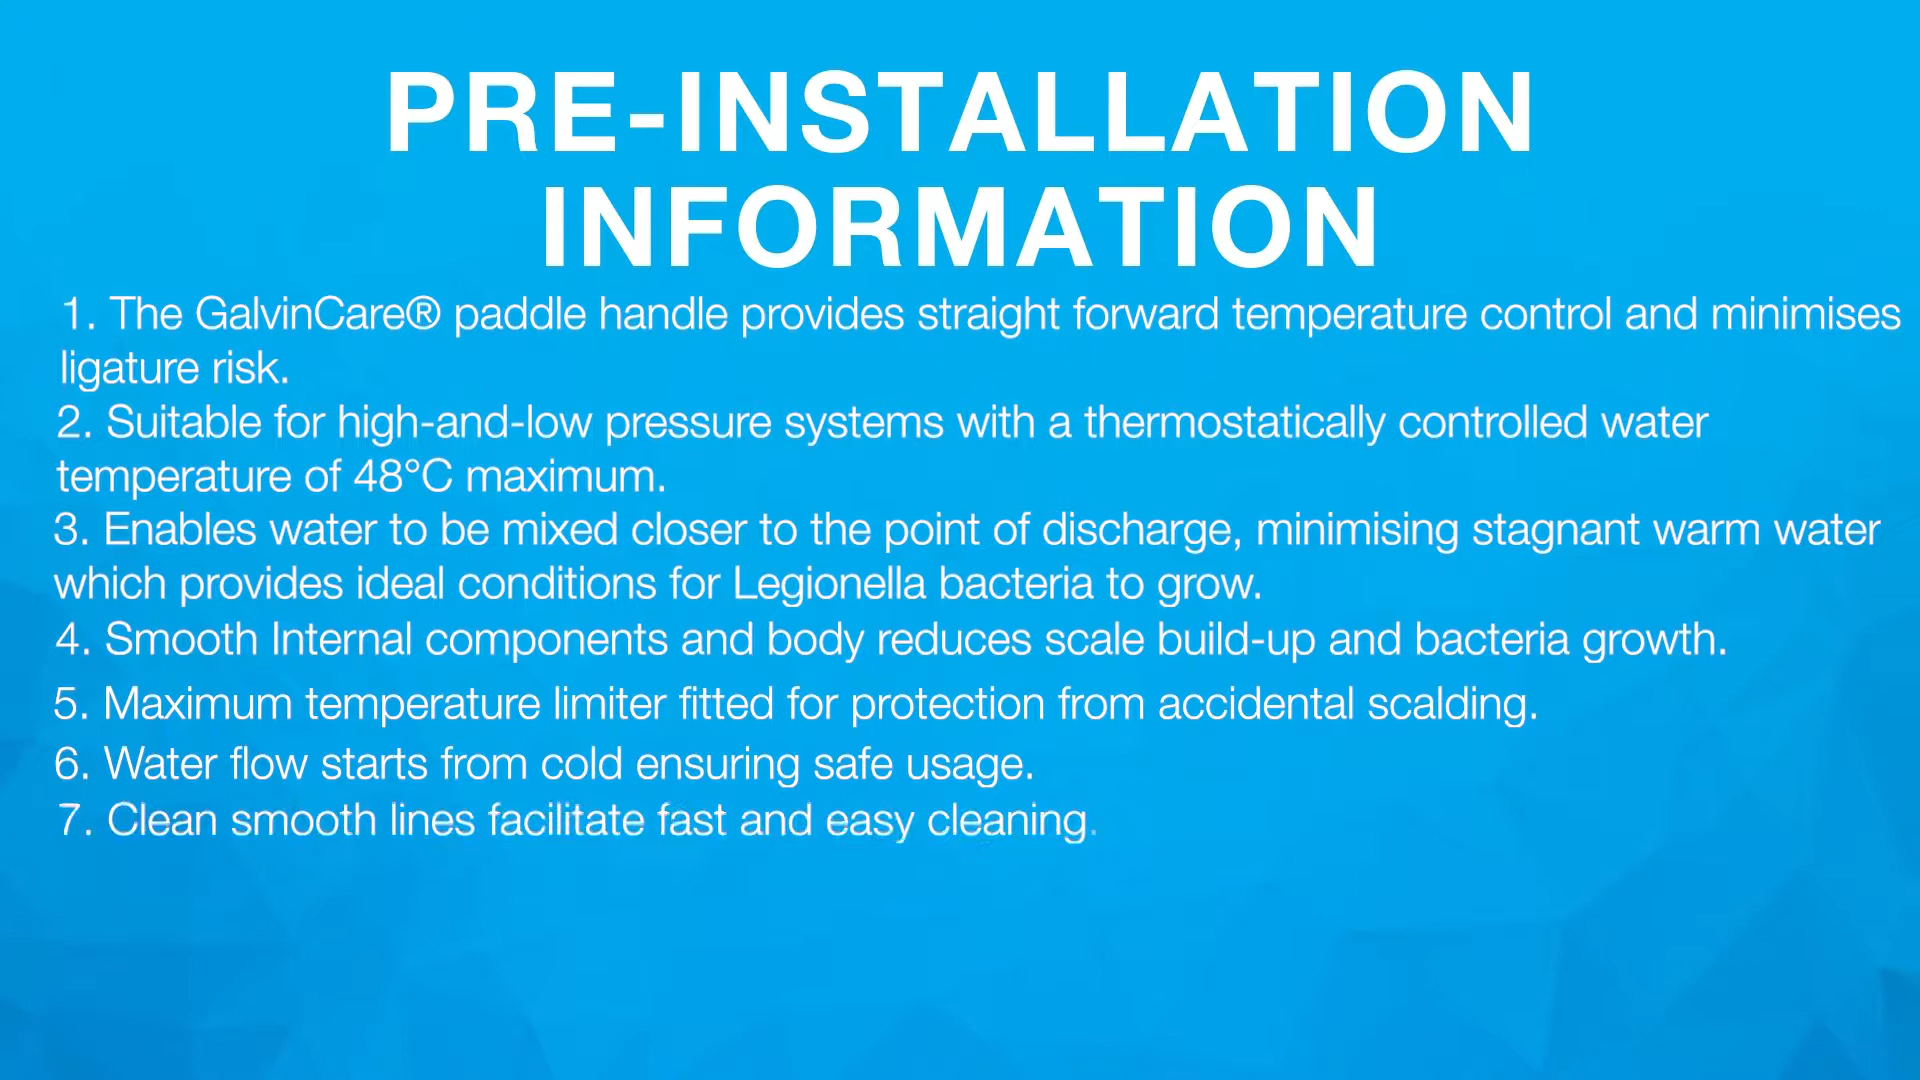 PRE-INSTALLATION
INFORMATION
1. The GalvinCare® paddle handle provides straight forward temperature control and minimises
ligature risk.
2. Suitable for high-and-low pressure systems with a thermostatically controlled water
temperature of 48°C maximum.
3. Enables water to be mixed closer to the point of discharge, minimising stagnant warm water
which provides ideal conditions for Legionella bacteria to grow.
4. Smooth Internal components and body reduces scale build-up and bacteria growth.
5. Maximum temperature limiter fitted for protection from accidental scalding.
6. Water flow starts from cold ensuring safe usage.
7. Clean smooth lines facilitate fast and easy cleaning.